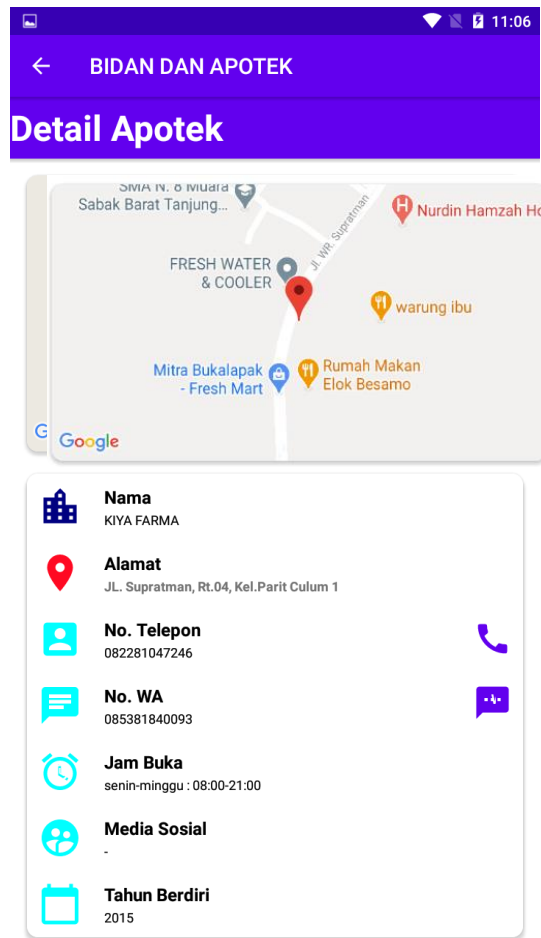 11:06
BIDAN DAN APOTEK
Detail Apotek
SMA N. 8 Muara
Sabak Barat Tanjung...
Nurdin Hamzah Ho
Jl. WR. Supratman
FRESH WATER
& COOLER
warung ibu
Mitra Bukalapak
- Fresh Mart
Rumah Makan
Elok Besamo
G
Google
Nama
KIYA FARMA
Alamat
JL. Supratman, Rt.04, Kel.Parit Culum 1
No. Telepon
082281047246
No. WA
085381840093
Jam Buka
senin-minggu : 08:00-21:00
Media Sosial
-
Tahun Berdiri
2015